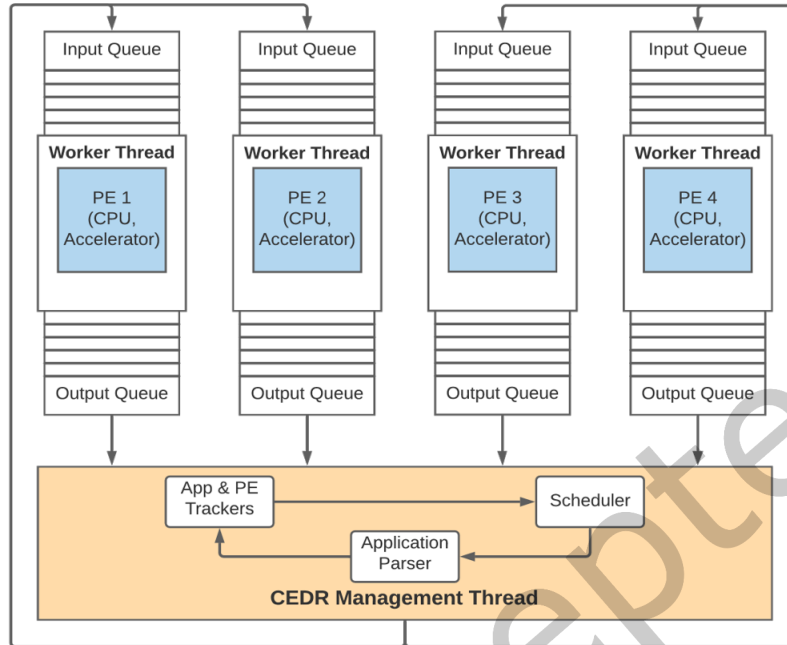 Input Queue
Input Queue
Input Queue
Input Queue
Worker Thread
Worker Thread
Worker Thread
Worker Thread
PE 1
(CPU,
Accelerator)
PE 2
(CPU,
Accelerator)
PE 3
(CPU,
Accelerator)
PE 4
(CPU,
Accelerator)
Output Queue
Output Queue
Output Queue
Output Queue
App & PE
Trackers
Scheduler
Application
Parser
CEDR Management Thread
epte